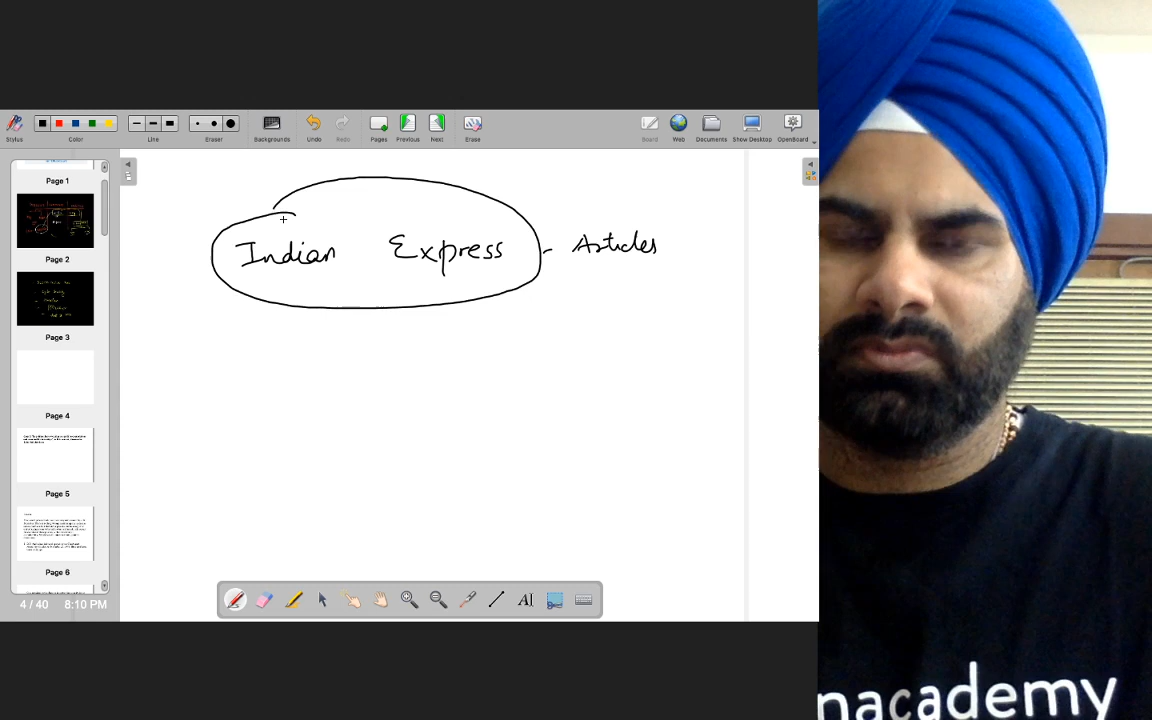 Stylus
Color
Line
Eraser
Backgrounds
Undo
Redo
Pages
Previous
Next
Erase
Board
Web
Documents
Show Desktop
OpenBoard
Page 1
Page 2
Page 3
Page 4
Page 5
Page 6
4 / 40 8:10 PM
Indian Express - Articles
nacademy